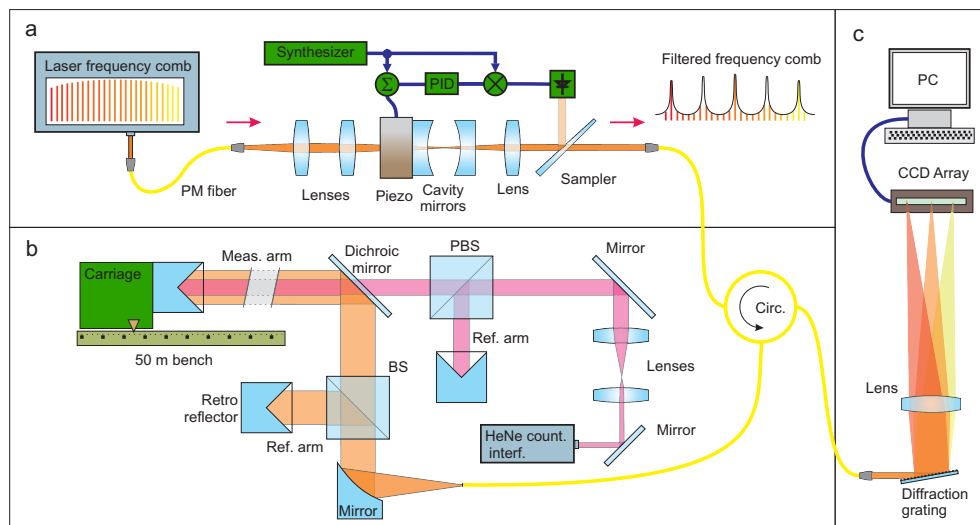 a
Laser frequency comb
PM fiber
Synthesizer
Σ
PID
Lenses
Piezo
Cavity
mirrors
Lens
Sampler
Filtered frequency comb
b
Carriage
50 m bench
Meas. arm
Dichroic
mirror
PBS
Mirror
Ref. arm
Lenses
BS
Retro
reflector
Ref. arm
HeNe count.
interf.
Mirror
Mirror
Circ.
c
PC
CCD Array
Lens
Diffraction
grating